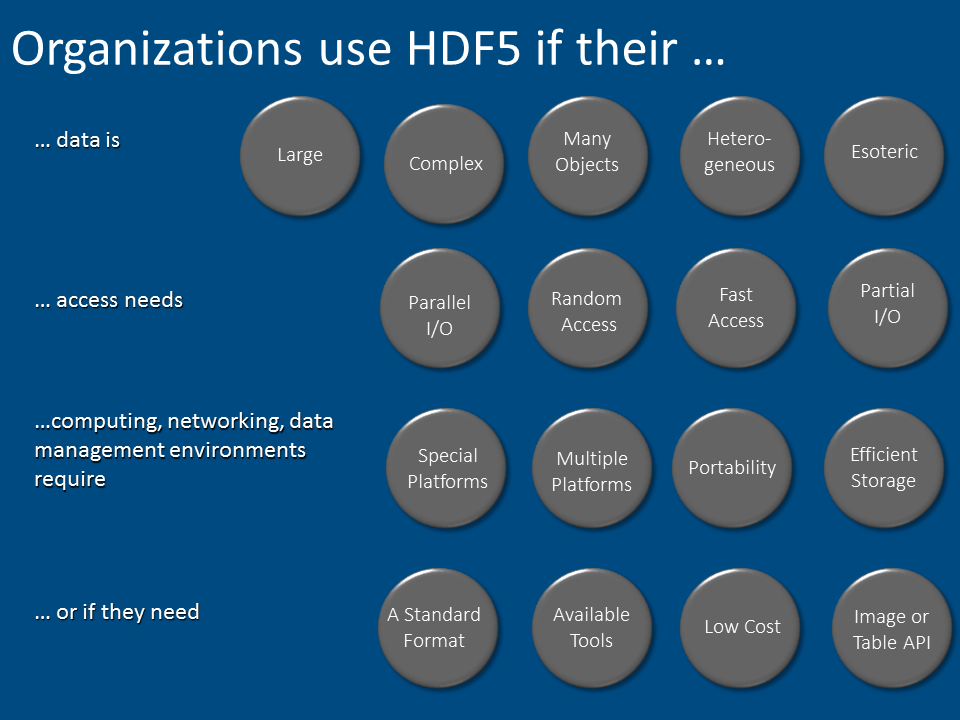 Organizations use HDF5 if their …
... data is
Large
Complex
Many
Objects
Hetero-
geneous
Esoteric
... access needs
Parallel
I/O
Random
Access
Fast
Access
Partial
I/O
...computing, networking, data
management environments
require
Special
Platforms
Multiple
Platforms
Portability
Efficient
Storage
... or if they need
A Standard
Format
Available
Tools
Low Cost
Image or
Table API